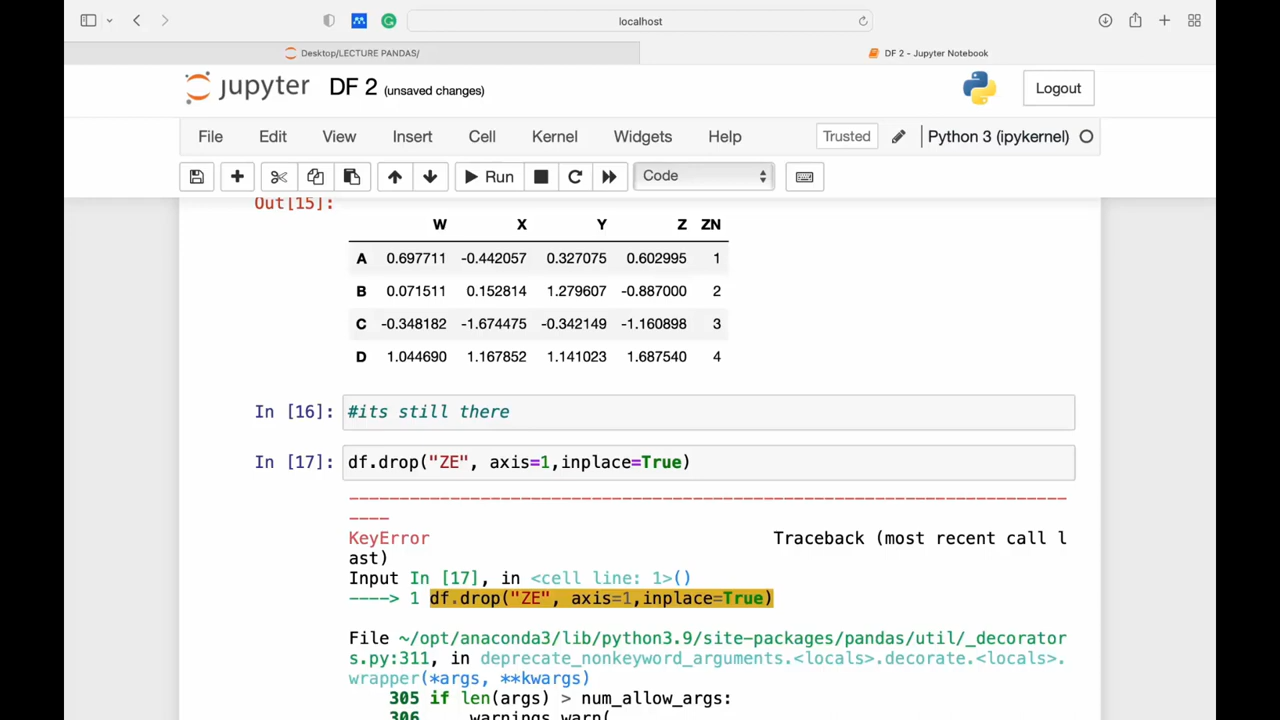 localhost
Desktop/LECTURE PANDAS/
DF 2 - Jupyter Notebook
jupyter DF 2 (unsaved changes)
Logout
File Edit View Insert Cell Kernel Widgets Help Trusted Python 3 (ipykernel)
Run Code
Out[15]:
W X Y Z ZN
A 0.697711 -0.442057 0.327075 0.602995 1
B 0.071511 0.152814 1.279607 -0.887000 2
C -0.348182 -1.674475 -0.342149 -1.160898 3
D 1.044690 1.167852 1.141023 1.687540 4
In [16]: #its still there
In [17]: df.drop("ZE", axis=1,inplace=True)
---------------------------------------------------------------------------
KeyError Traceback (most recent call l
ast)
Input In [17], in <cell line: 1>()
----> 1 df.drop("ZE", axis=1,inplace=True)
File ~/opt/anaconda3/lib/python3.9/site-packages/pandas/util/_decorator
s.py:311, in deprecate_nonkeyword_arguments.<locals>.decorate.<locals>.
wrapper(*args, **kwargs)
305 if len(args) > num_allow_args:
306 warnings.warn(